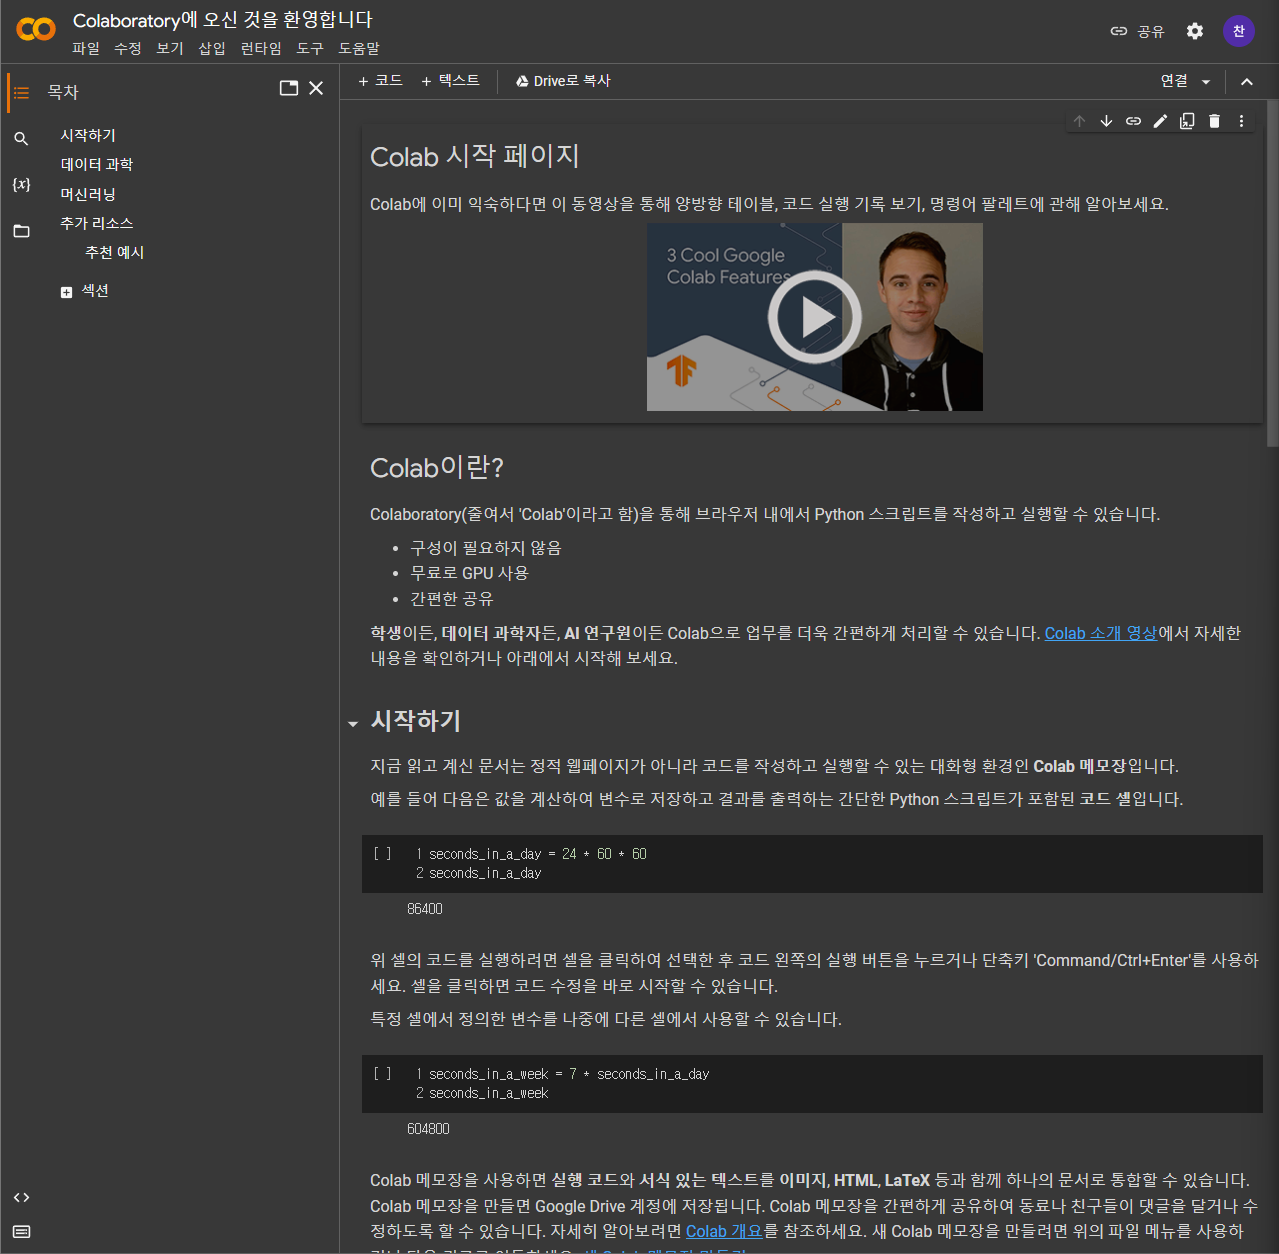 Colaboratory에 오신 것을 환영합니다
파일 수정 보기 삽입 런타임 도구 도움말
공유
찬
목차
시작하기
데이터 과학
머신러닝
추가 리소스
추천 예시
섹션
{x}
+ 코드 + 텍스트 Drive로 복사
연결
Colab 시작 페이지
Colab에 이미 익숙하다면 이 동영상을 통해 양방향 테이블, 코드 실행 기록 보기, 명령어 팔레트에 관해 알아보세요.
3 Cool Google
Colab Features
Colab이란?
Colaboratory(줄여서 'Colab'이라고 함)을 통해 브라우저 내에서 Python 스크립트를 작성하고 실행할 수 있습니다.
• 구성이 필요하지 않음
• 무료로 GPU 사용
• 간편한 공유
학생이든, 데이터 과학자든, AI 연구원이든 Colab으로 업무를 더욱 간편하게 처리할 수 있습니다. Colab 소개 영상에서 자세한
내용을 확인하거나 아래에서 시작해 보세요.
시작하기
지금 읽고 계신 문서는 정적 웹페이지가 아니라 코드를 작성하고 실행할 수 있는 대화형 환경인 Colab 메모장입니다.
예를 들어 다음은 값을 계산하여 변수로 저장하고 결과를 출력하는 간단한 Python 스크립트가 포함된 코드 셀입니다.
[ ] 1 seconds_in_a_day = 24 * 60 * 60
2 seconds_in_a_day
86400
위 셀의 코드를 실행하려면 셀을 클릭하여 선택한 후 코드 왼쪽의 실행 버튼을 누르거나 단축키 'Command/Ctrl+Enter'를 사용하
세요. 셀을 클릭하면 코드 수정을 바로 시작할 수 있습니다.
특정 셀에서 정의한 변수를 나중에 다른 셀에서 사용할 수 있습니다.
[ ] 1 seconds_in_a_week = 7 * seconds_in_a_day
2 seconds_in_a_week
604800
Colab 메모장을 사용하면 실행 코드와 서식 있는 텍스트를 이미지, HTML, LaTeX 등과 함께 하나의 문서로 통합할 수 있습니다.
Colab 메모장을 만들면 Google Drive 계정에 저장됩니다. Colab 메모장을 간편하게 공유하여 동료나 친구들이 댓글을 달거나 수
정하도록 할 수 있습니다. 자세히 알아보려면 Colab 개요를 참조하세요. 새 Colab 메모장을 만들려면 위의 파일 메뉴를 사용하